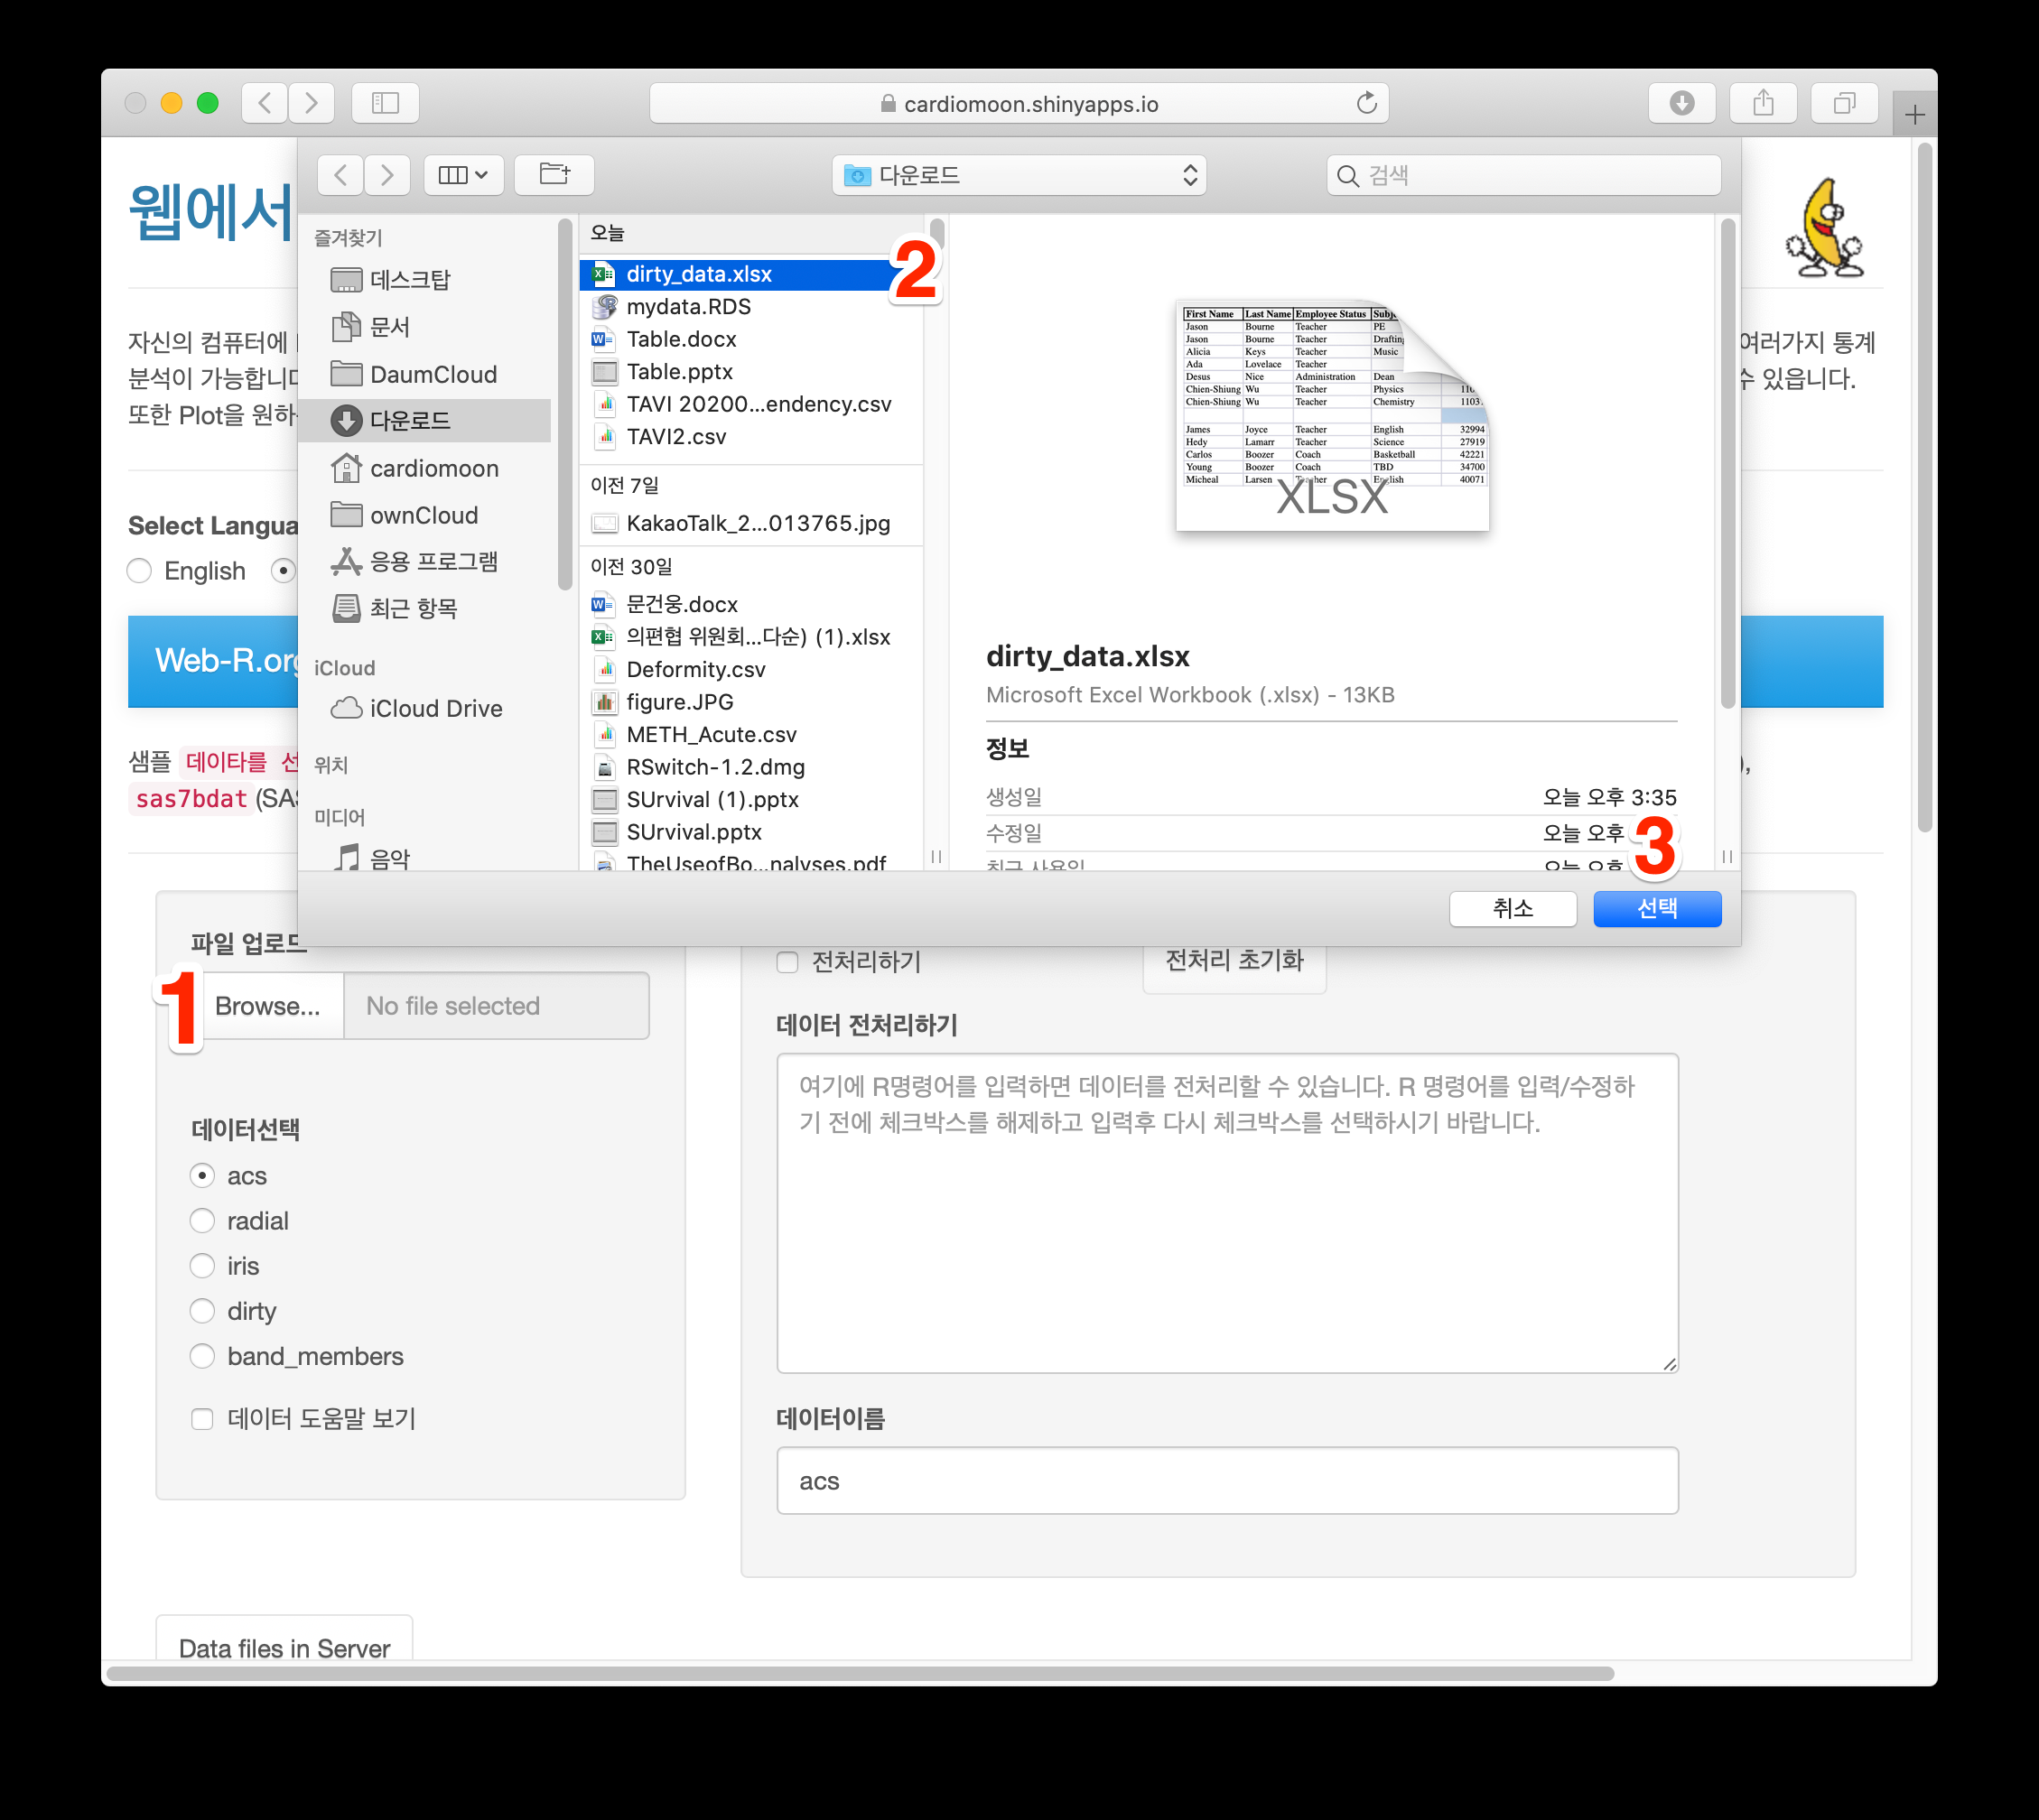 cardiomoon.shinyapps.io
다운로드
검색
웹에서
즐겨찾기
데스크탑
문서
DaumCloud
다운로드
cardiomoon
ownCloud
응용 프로그램
최근 항목
iCloud
iCloud Drive
위치
미디어
음악
오늘
dirty_data.xlsx
2
mydata.RDS
Table.docx
Table.pptx
TAVI 20200...endency.csv
TAVI2.csv
이전 7일
KakaoTalk_2...013765.jpg
이전 30일
문건웅.docx
의편협 위원회...다순) (1).xlsx
Deformity.csv
figure.JPG
METH_Acute.csv
RSwitch-1.2.dmg
SUrvival (1).pptx
SUrvival.pptx
TheUseofBo...nalyses.pdf
First Name Last Name Employee Status
Jason Bourne Teacher PE
Jason Bourne Teacher Drafting
Alicia Keys Teacher Music
Ada Lovelace Teacher
Desus Nice Administration Dean
Chien-Shiung Wu Teacher Physics
Chien-Shiung Wu Teacher Chemistry
James Joyce Teacher English 32994
Hedy Lamarr Teacher Science 27919
Carlos Boozer Coach Basketball 42221
Young Boozer Coach TBD 34700
Micheal Larsen Teacher English 40071
XLSX
dirty_data.xlsx
Microsoft Excel Workbook (.xlsx) - 13KB
정보
생성일 오늘 오후 3:35
수정일 오늘 오후
최근 사용일 오늘 오후
3
취소 선택
자신의 컴퓨터에 여러가지 통계
분석이 가능합니다 수 있읍니다.
또한 Plot을 원하
Select Langua
English
Web-R.org
샘플 데이타를 선 ),
sas7bdat (SAS
파일 업로드
1
Browse... No file selected
데이터선택
acs
radial
iris
dirty
band_members
데이터 도움말 보기
전처리하기 전처리 초기화
데이터 전처리하기
여기에 R명령어를 입력하면 데이터를 전처리할 수 있습니다. R 명령어를 입력/수정하
기 전에 체크박스를 해제하고 입력후 다시 체크박스를 선택하시기 바랍니다.
데이터이름
acs
Data files in Server